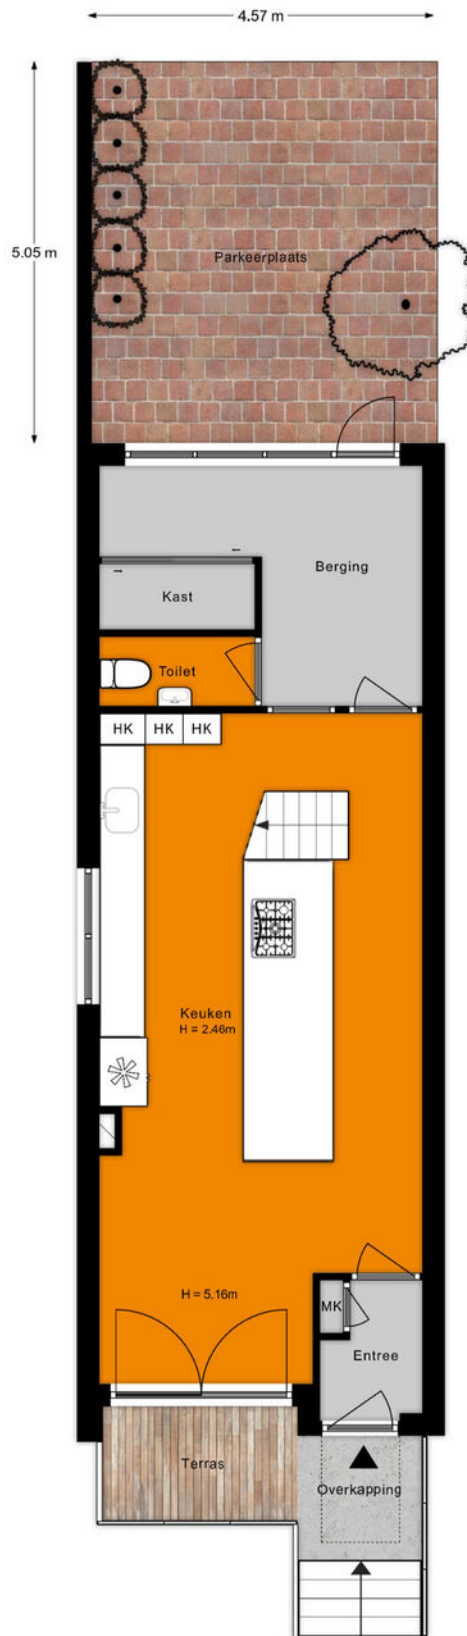 4.57 m
5.05 m
Parkeerplaats
Berging
Kast
Toilet
HK HK HK
Keuken
H = 2.46m
H = 5.16m
MK
Entree
Terras
Overkapping